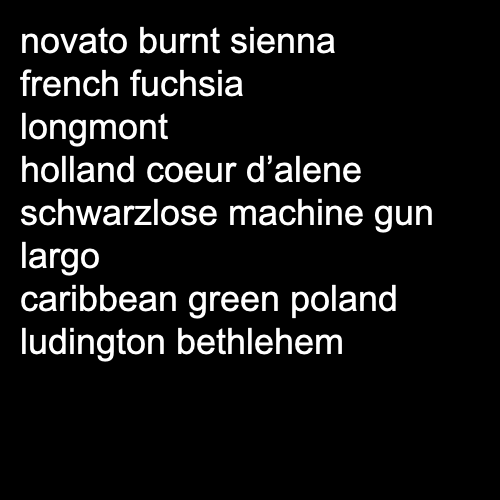 novato burnt sienna
french fuchsia
longmont
holland coeur d’alene
schwarzlose machine gun
largo
caribbean green poland
ludington bethlehem